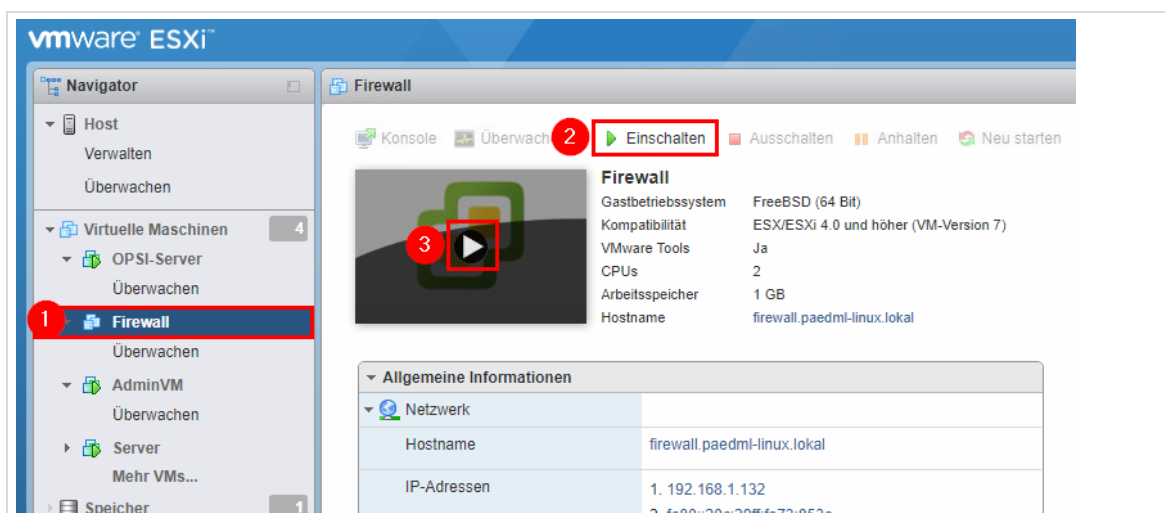 vmware ESXi™
Navigator
Firewall
Host
Verwalten
Überwachen
Virtuelle Maschinen 4
OPSI-Server
Überwachen
1 Firewall
Überwachen
AdminVM
Überwachen
Server
Mehr VMs...
Speicher 1
Konsole Überwache 2 Einschalten Ausschalten Anhalten Neu starten
3
Firewall
Gastbetriebssystem FreeBSD (64 Bit)
Kompatibilität ESX/ESXi 4.0 und höher (VM-Version 7)
VMware Tools Ja
CPUs 2
Arbeitsspeicher 1 GB
Hostname firewall.paedml-linux.lokal
Allgemeine Informationen
Netzwerk
Hostname firewall.paedml-linux.lokal
IP-Adressen 1. 192.168.1.132